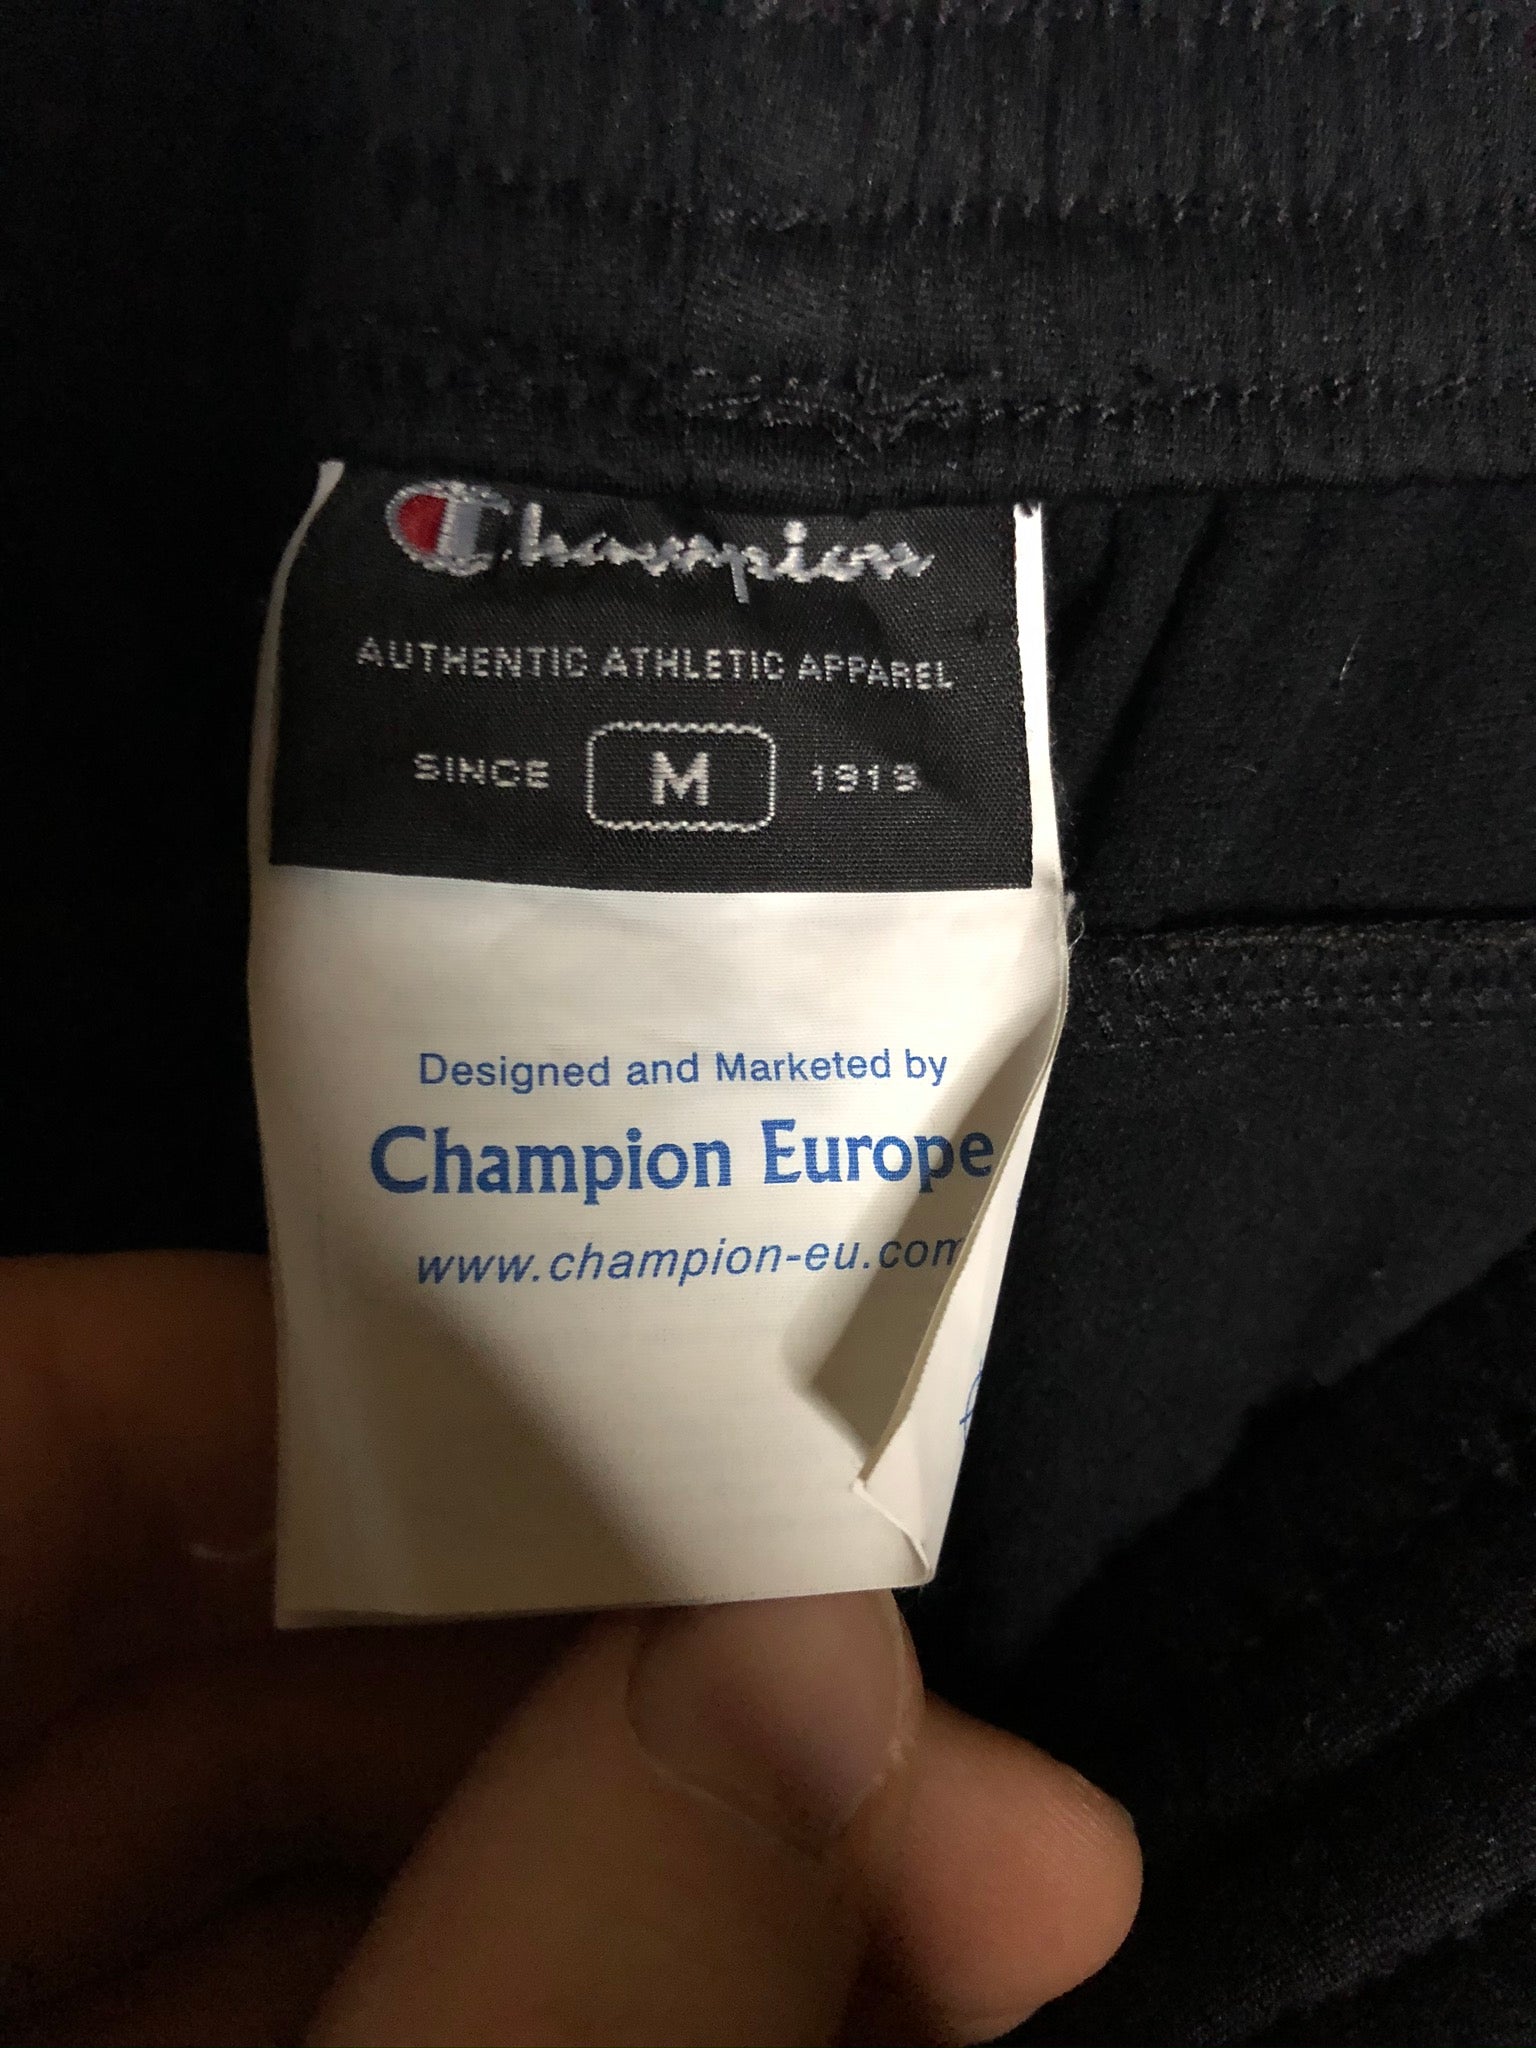 Champion
AUTHENTIC ATHLETIC APPAREL
SINCE M 1919
Designed and Marketed by
Champion Europe
www.champion-eu.com